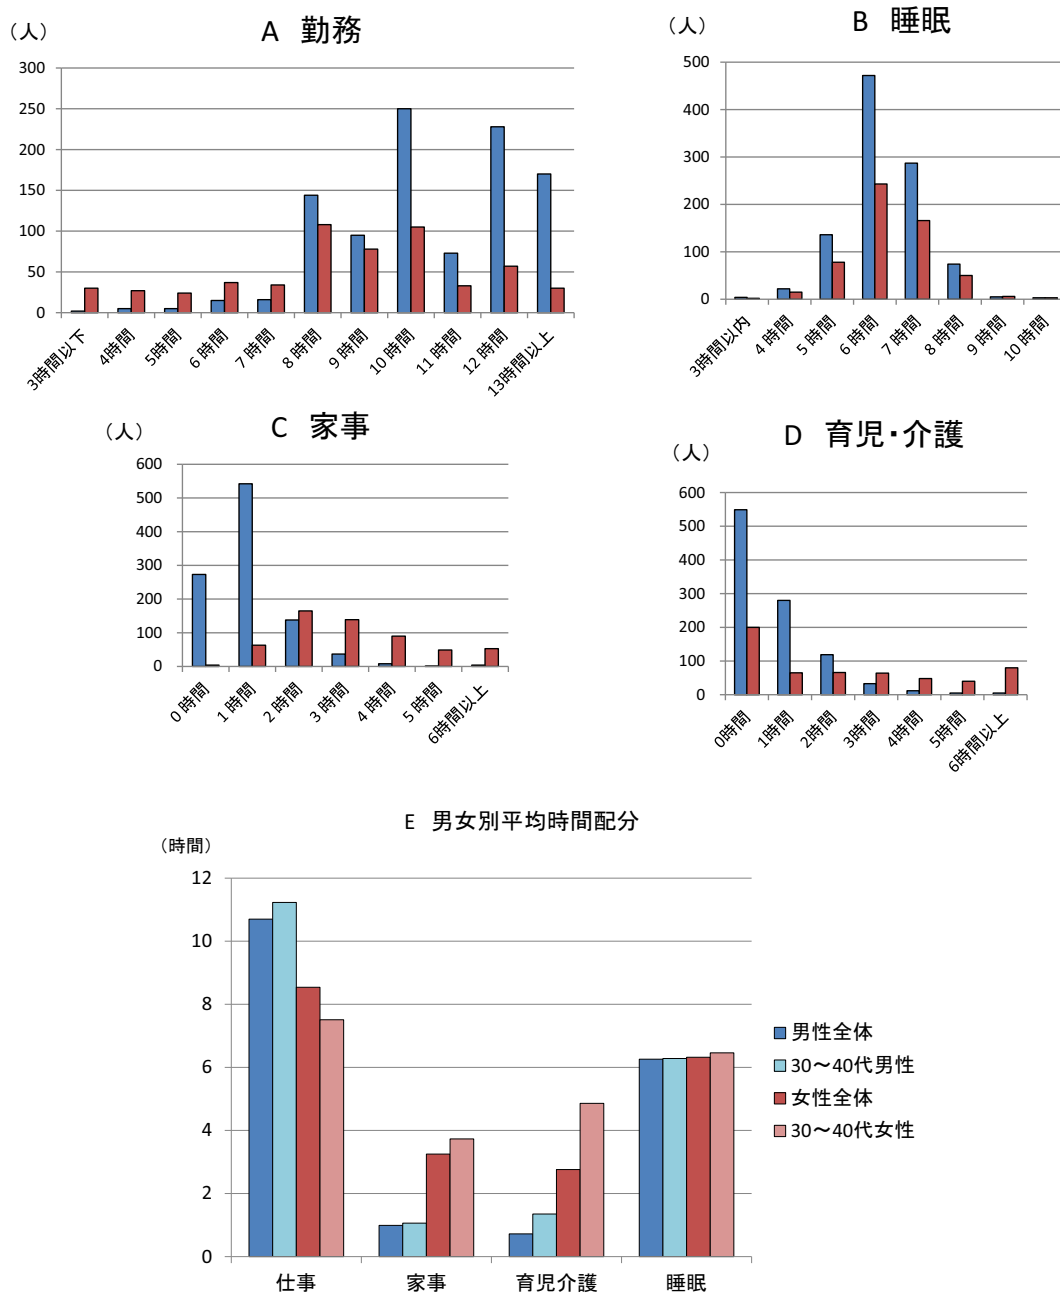 A 勤務
（人）
300
250
200
150
100
50
0
3時間以下
4時間
5時間
6時間
7時間
8時間
9時間
10時間
11時間
12時間
13時間以上
B 睡眠
（人）
500
400
300
200
100
0
3時間以内
4時間
5時間
6時間
7時間
8時間
9時間
10時間
C 家事
（人）
600
500
400
300
200
100
0
0時間
1時間
2時間
3時間
4時間
5時間
6時間以上
D 育児・介護
（人）
600
500
400
300
200
100
0
0時間
1時間
2時間
3時間
4時間
5時間
6時間以上
E 男女別平均時間配分
（時間）
12
10
8
6
4
2
0
仕事
家事
育児介護
睡眠
男性全体
30〜40代男性
女性全体
30〜40代女性